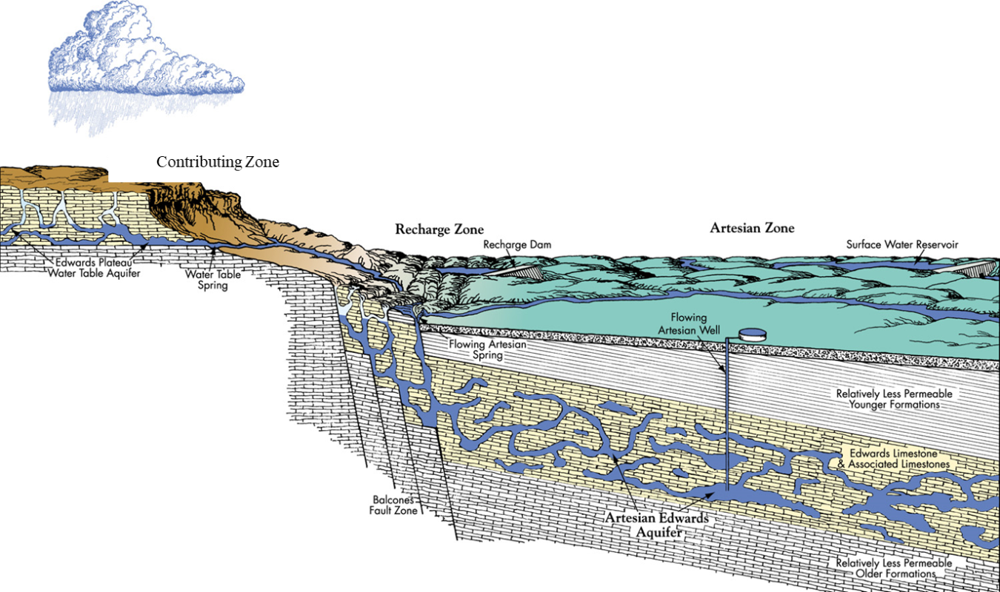 Contributing Zone
Recharge Zone
Artesian Zone
Recharge Dam
Surface Water Reservoir
Edwards Plateau
Water Table Aquifer
Water Table
Spring
Flowing
Artesian Well
Flowing Artesian
Spring
Relatively Less Permeable
Younger Formations
Edwards Limestone
& Associated Limestones
Balcones
Fault Zone
Artesian Edwards
Aquifer
Relatively Less Permeable
Older Formations